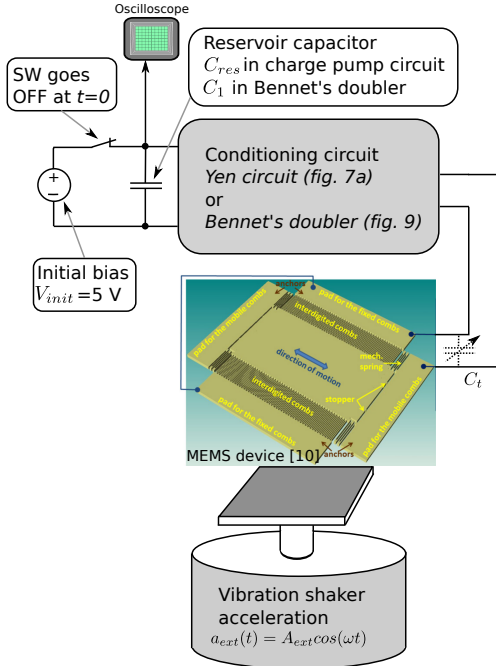 Oscilloscope
Reservoir capacitor
C_res in charge pump circuit
C_1 in Bennet's doubler
SW goes
OFF at t=0
Conditioning circuit
Yen circuit (fig. 7a)
or
Bennet's doubler (fig. 9)
Initial bias
V_init =5 V
anchors
pad for the fixed combs
pad for the mobile combs
interdigited combs
mech.
spring
direction of motion
C_t
interdigited combs
stopper
pad for the fixed combs
pad for the mobile combs
anchors
MEMS device [10]
Vibration shaker
acceleration
a_ext(t) = A_ext cos(ωt)